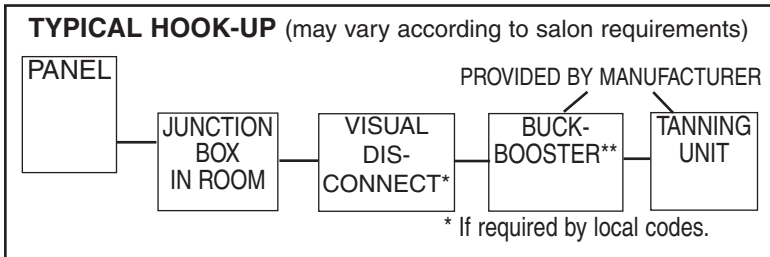 TYPICAL HOOK-UP (may vary according to salon requirements)
PANEL
PROVIDED BY MANUFACTURER
JUNCTION
BOX
IN ROOM
VISUAL
DIS-
CONNECT*
BUCK-
BOOSTER**
TANNING
UNIT
* If required by local codes.